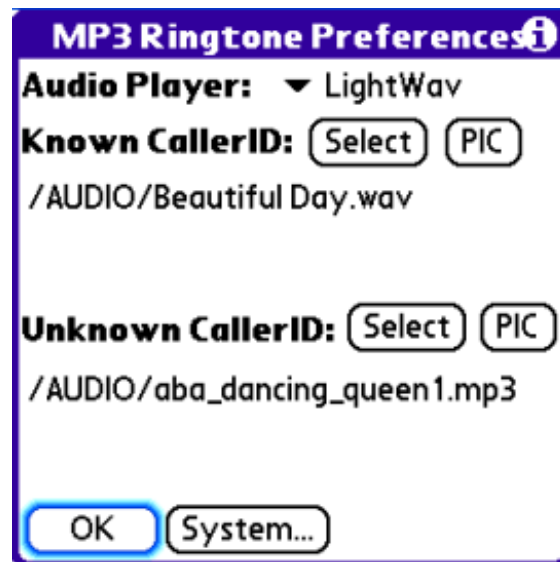 MP3 Ringtone Preferences
Audio Player: LightWav
Known CallerID: Select PIC
/AUDIO/Beautiful Day.wav
Unknown CallerID: Select PIC
/AUDIO/aba_dancing_queen1.mp3
OK System...